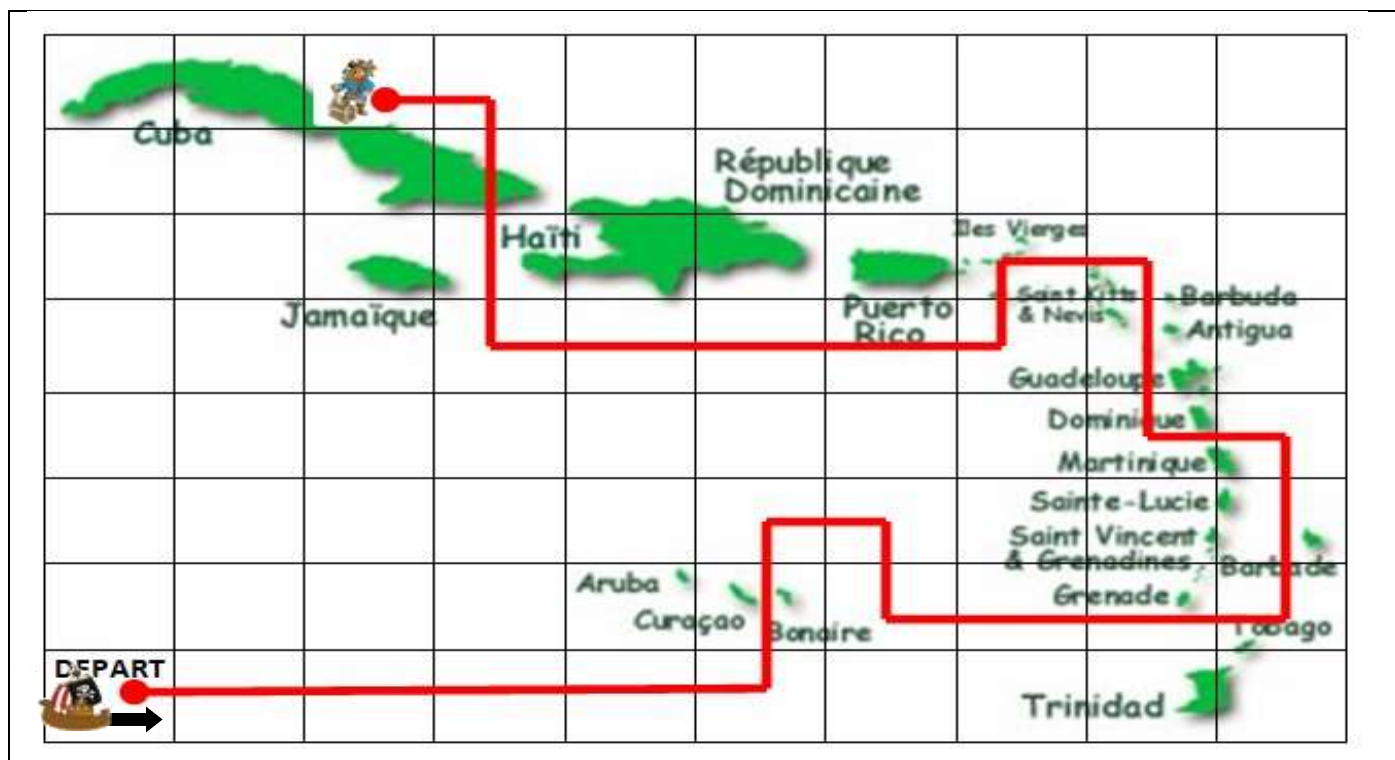 Cuba
République
Dominicaine
Iles Vierges
Haïti
Saint Kitts
& Nevis
Barbuda
Jamaïque
Puerto
Rico
Antigua
Guadeloupe
Dominique
Martinique
Sainte-Lucie
Saint Vincent
& Grenadines
Barbade
Aruba
Grenade
Curaçao
Bonaire
Tobago
DEPART
Trinidad